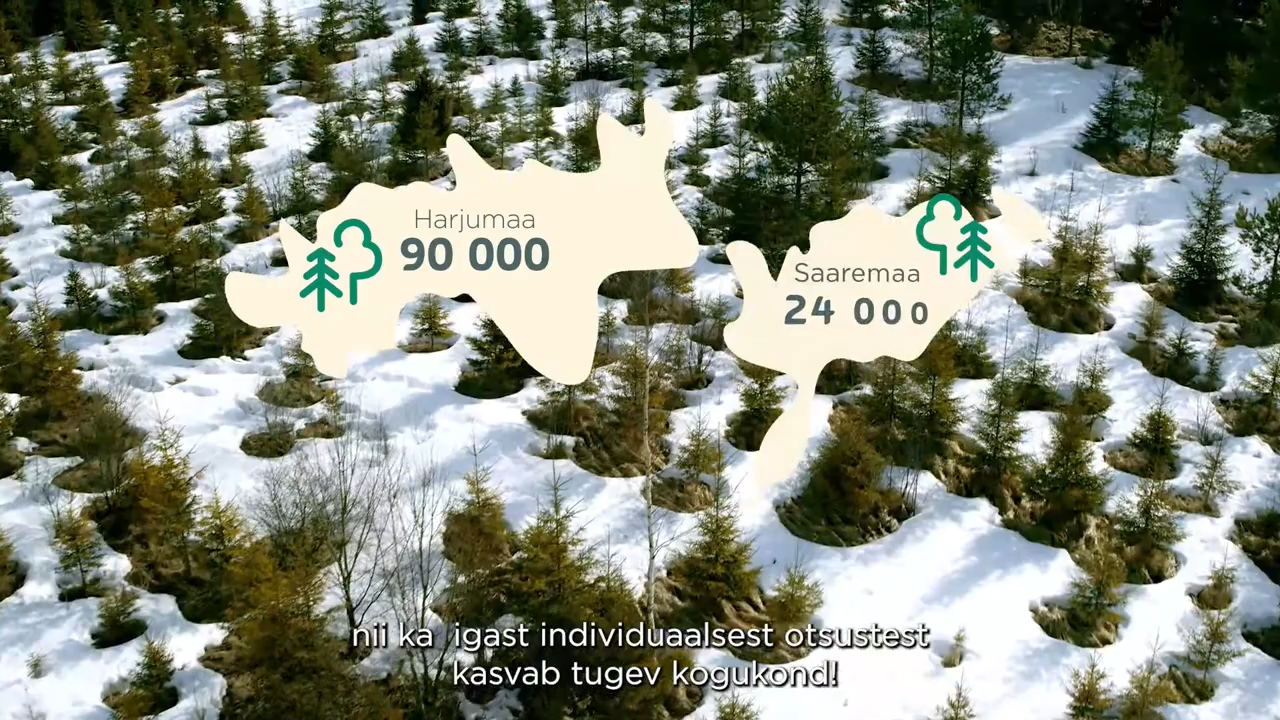 Harjumaa
90 000
Saaremaa
24 000
nii ka  igast individuaalsest otsustest
kasvab tugev kogukond!